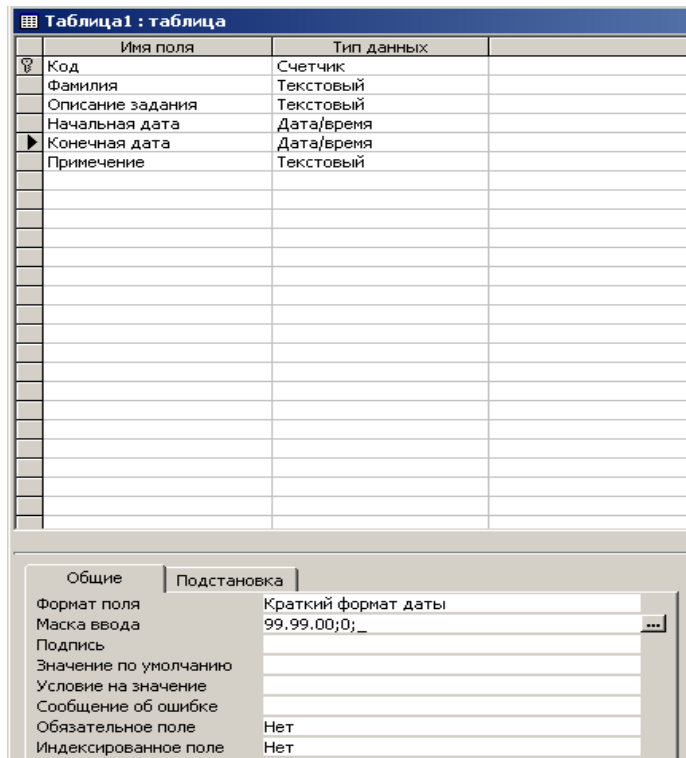 Таблица1 : таблица
Имя поля Тип данных
Код Счетчик
Фамилия Текстовый
Описание задания Текстовый
Начальная дата Дата/время
Конечная дата Дата/время
Примечение Текстовый
Общие Подстановка
Формат поля Краткий формат даты
Маска ввода 99.99.00;0;_ ...
Подпись
Значение по умолчанию
Условие на значение
Сообщение об ошибке
Обязательное поле Нет
Индексированное поле Нет